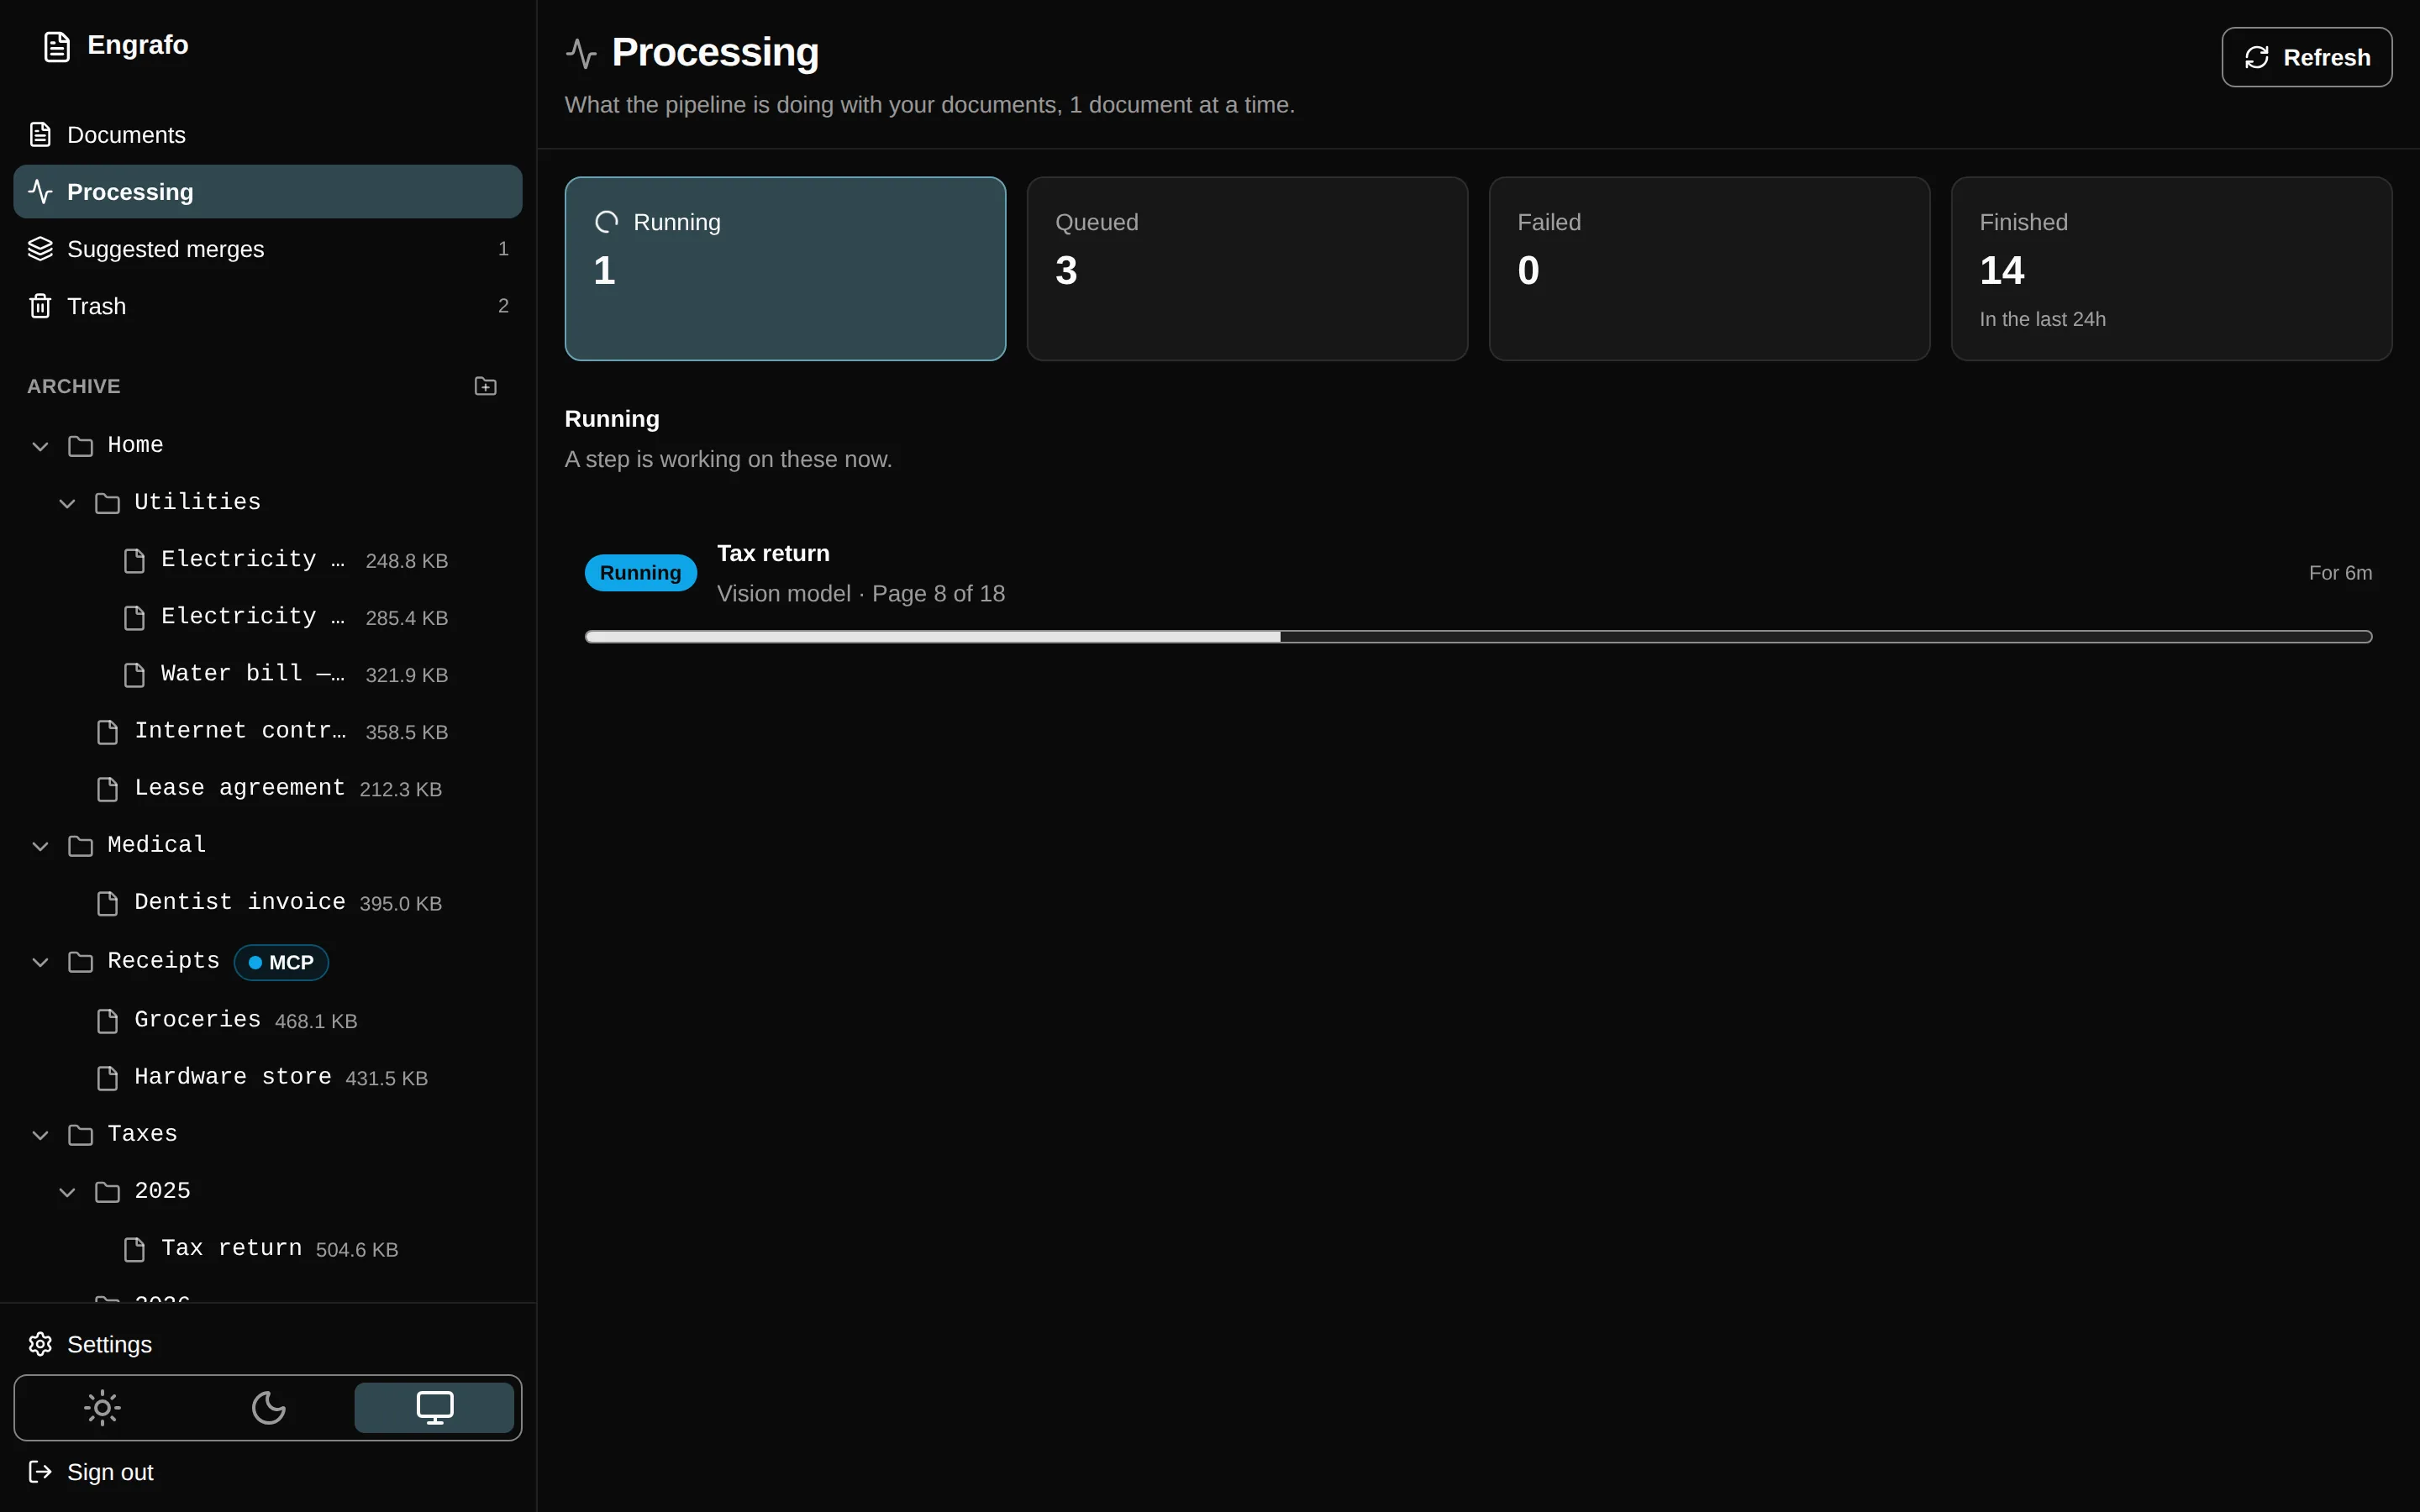 Engrafo
Documents
Processing
Suggested merges 1
Trash 2
ARCHIVE
Home
Utilities
Electricity … 248.8 KB
Electricity … 285.4 KB
Water bill —… 321.9 KB
Internet contr… 358.5 KB
Lease agreement 212.3 KB
Medical
Dentist invoice 395.0 KB
Receipts MCP
Groceries 468.1 KB
Hardware store 431.5 KB
Taxes
2025
Tax return 504.6 KB
Settings
Sign out
Processing
What the pipeline is doing with your documents, 1 document at a time.
Refresh
Running
1
Queued
3
Failed
0
Finished
14
In the last 24h
Running
A step is working on these now.
Running
Tax return
Vision model · Page 8 of 18
For 6m